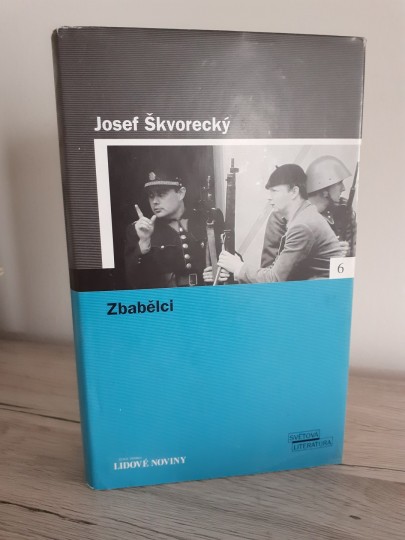 Josef Škvorecký
6
Zbabělci
LIDOVÉ NOVINY
SVĚTOVÁ
LITERATURA